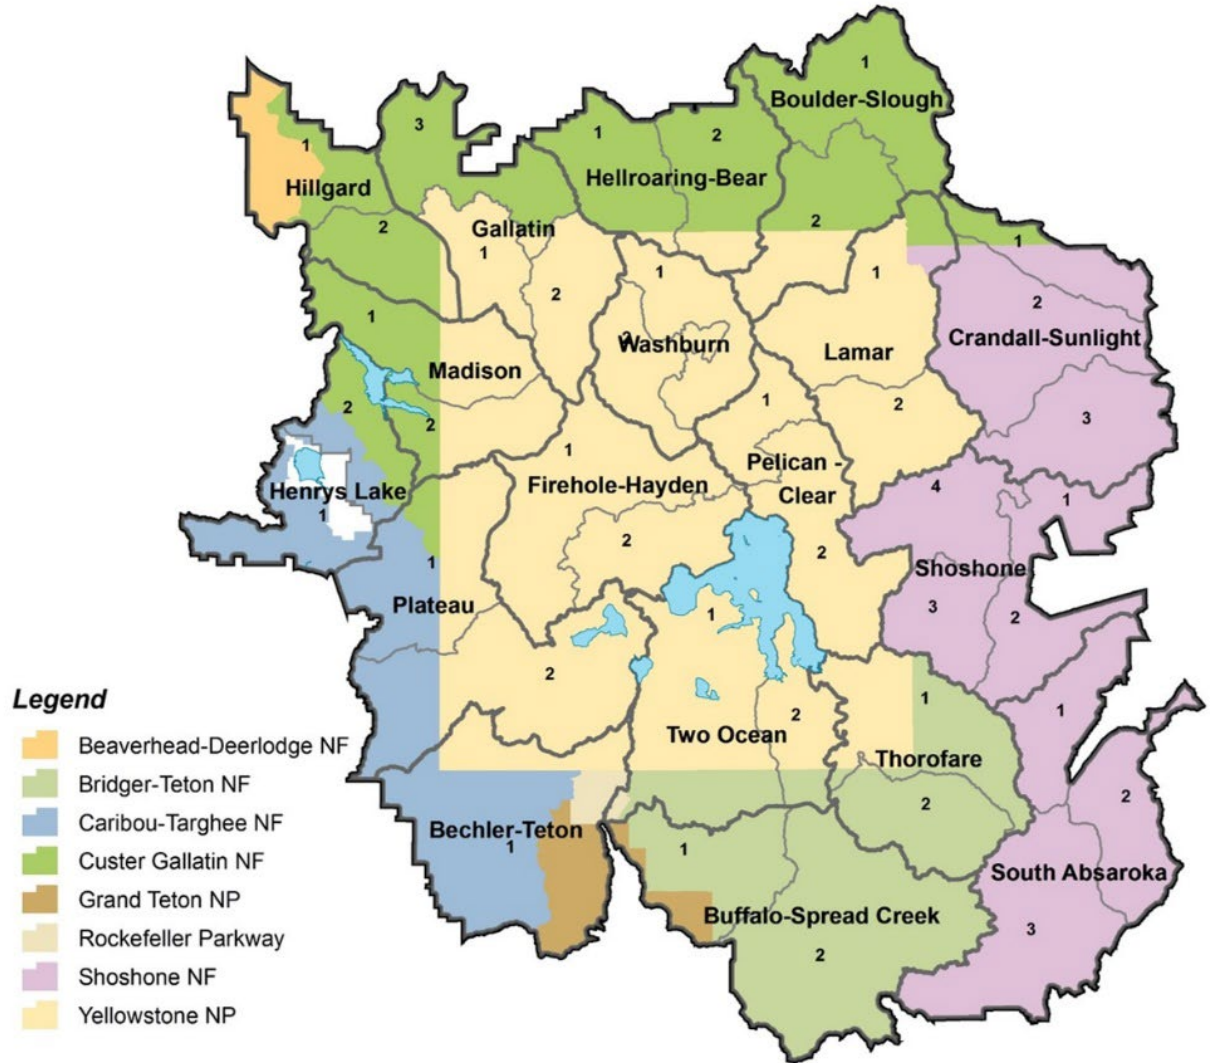 1
Boulder-Slough
3
1
2
1
Hellroaring-Bear
Hillgard
2
2
Gallatin
1
1
1
1
2
2
2
Crandall-Sunlight
1
2
Washburn
Lamar
Madison
1
2
2
2
3
1
Pelican -
Clear
Firehole-Hayden
4
1
Henrys Lake
1
2
2
1
Shoshone
Plateau
1
3
2
2
1
1
2
Two Ocean
Thorofare
2
2
Bechler-Teton
1
1
South Absaroka
Buffalo-Spread Creek
3
2
Legend
Beaverhead-Deerlodge NF
Bridger-Teton NF
Caribou-Targhee NF
Custer Gallatin NF
Grand Teton NP
Rockefeller Parkway
Shoshone NF
Yellowstone NP